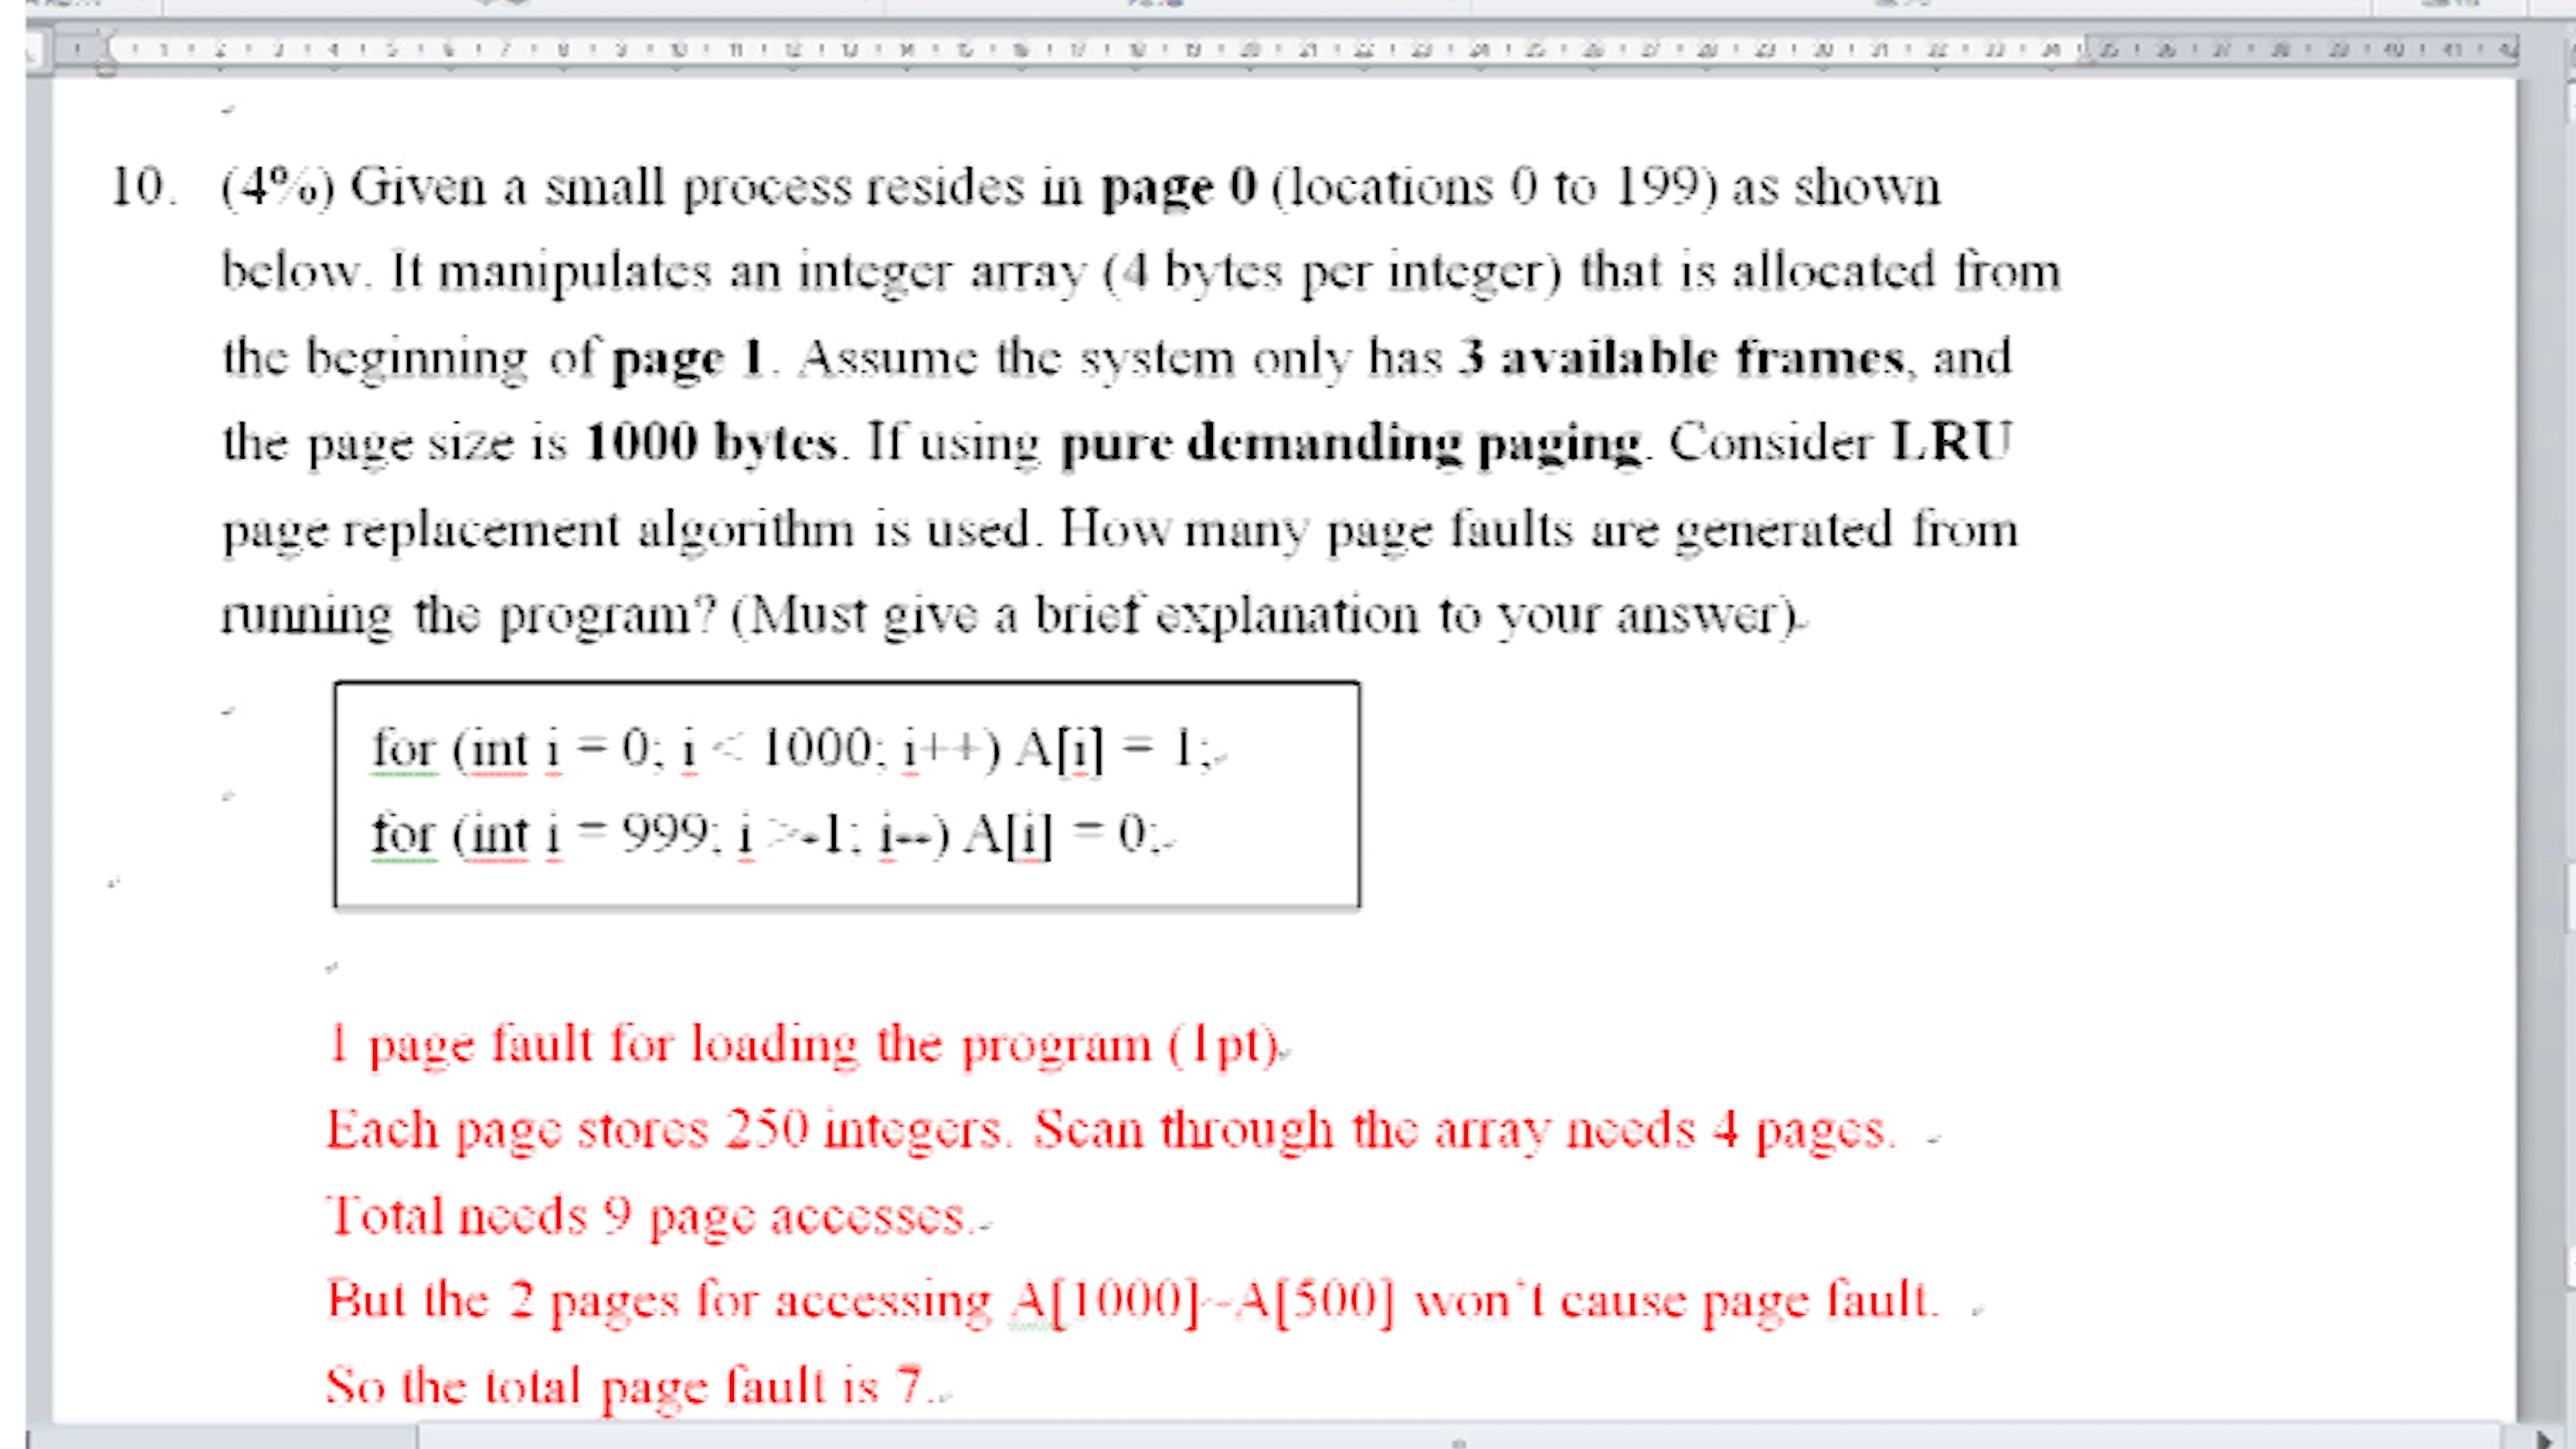 10. (4%) Given a small process resides in page 0 (locations 0 to 199) as shown
below. It manipulates an integer array (4 bytes per integer) that is allocated from
the beginning of page 1. Assume the system only has 3 available frames, and
the page size is 1000 bytes. If using pure demanding paging. Consider LRU
page replacement algorithm is used. How many page faults are generated from
running the program? (Must give a brief explanation to your answer)
for (int i = 0; i < 1000; i++) A[i] = 1;
for (int i = 999; i >-1; i--) A[i] = 0;
1 page fault for loading the program (1pt)
Each page stores 250 integers. Scan through the array needs 4 pages.
Total needs 9 page accesses.
But the 2 pages for accessing A[1000]~A[500] won't cause page fault.
So the total page fault is 7.